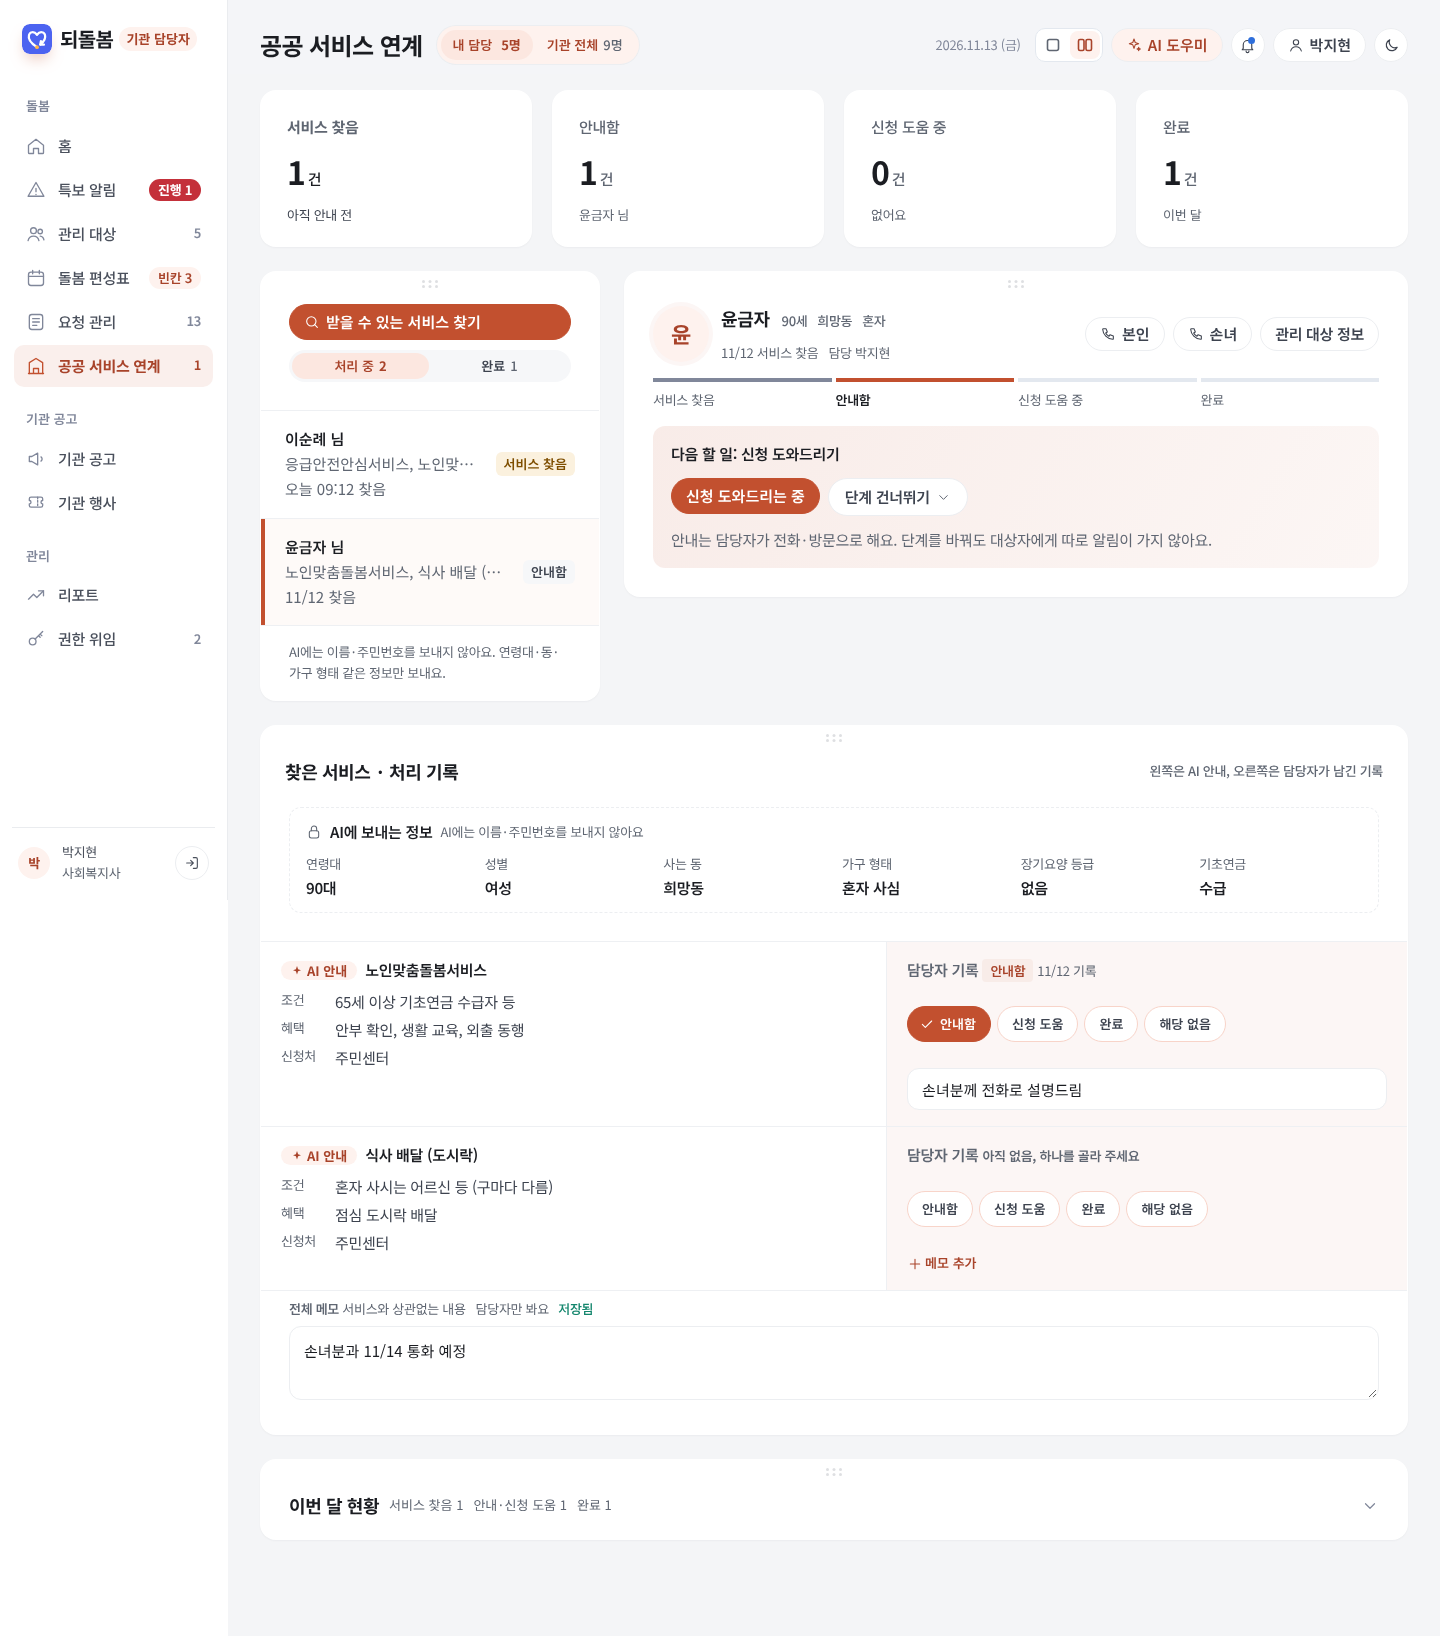 되돌봄 기관 담당자
돌봄
홈
특보 알림 진행 1
관리 대상 5
돌봄 편성표 빈칸 3
요청 관리 13
공공 서비스 연계 1
기관 공고
기관 공고
기관 행사
관리
리포트
권한 위임 2
박 박지현
사회복지사
공공 서비스 연계 내 담당 5명 기관 전체 9명
2026.11.13 (금) AI 도우미 박지현
서비스 찾음
1건
아직 안내 전
안내함
1건
윤금자 님
신청 도움 중
0건
없어요
완료
1건
이번 달
받을 수 있는 서비스 찾기
처리 중 2 완료 1
이순례 님
응급안전안심서비스, 노인맞… 서비스 찾음
오늘 09:12 찾음
윤금자 님
노인맞춤돌봄서비스, 식사 배달 (… 안내함
11/12 찾음
AI에는 이름·주민번호를 보내지 않아요. 연령대·동·
가구 형태 같은 정보만 보내요.
윤 윤금자 90세 희망동 혼자
11/12 서비스 찾음 담당 박지현
본인 손녀 관리 대상 정보
서비스 찾음 안내함 신청 도움 중 완료
다음 할 일: 신청 도와드리기
신청 도와드리는 중 단계 건너뛰기
안내는 담당자가 전화·방문으로 해요. 단계를 바꿔도 대상자에게 따로 알림이 가지 않아요.
찾은 서비스 · 처리 기록 왼쪽은 AI 안내, 오른쪽은 담당자가 남긴 기록
AI에 보내는 정보 AI에는 이름·주민번호를 보내지 않아요
연령대 성별 사는 동 가구 형태 장기요양 등급 기초연금
90대 여성 희망동 혼자 사심 없음 수급
AI 안내 노인맞춤돌봄서비스
조건 65세 이상 기초연금 수급자 등
혜택 안부 확인, 생활 교육, 외출 동행
신청처 주민센터
담당자 기록 안내함 11/12 기록
안내함 신청 도움 완료 해당 없음
손녀분께 전화로 설명드림
AI 안내 식사 배달 (도시락)
조건 혼자 사시는 어르신 등 (구마다 다름)
혜택 점심 도시락 배달
신청처 주민센터
담당자 기록 아직 없음, 하나를 골라 주세요
안내함 신청 도움 완료 해당 없음
메모 추가
전체 메모 서비스와 상관없는 내용 담당자만 봐요 저장됨
손녀분과 11/14 통화 예정
이번 달 현황 서비스 찾음 1 안내·신청 도움 1 완료 1